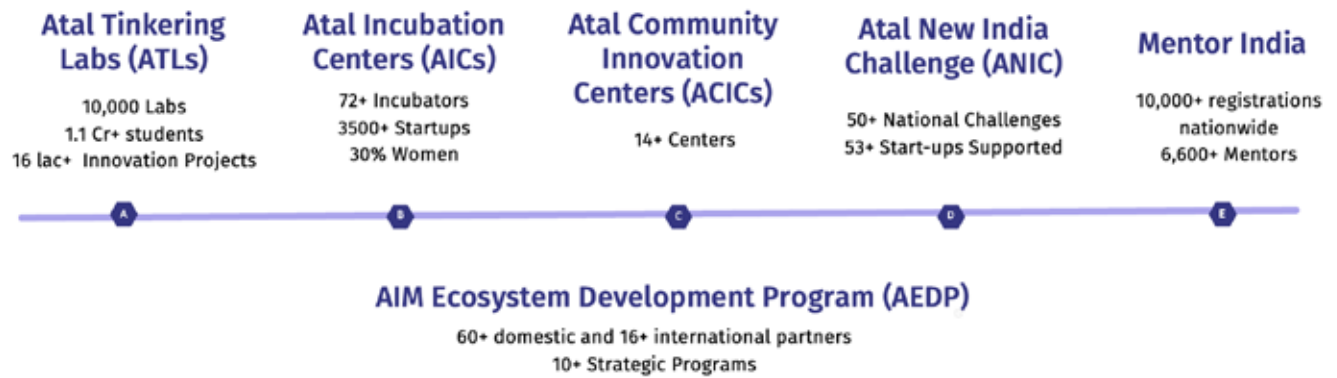 Atal Tinkering
Labs (ATLs)
10,000 Labs
1.1 Cr+ students
16 lac+ Innovation Projects
Atal Incubation
Centers (AICs)
72+ Incubators
3500+ Startups
30% Women
Atal Community
Innovation
Centers (ACICs)
14+ Centers
Atal New India
Challenge (ANIC)
50+ National Challenges
53+ Start-ups Supported
Mentor India
10,000+ registrations
nationwide
6,600+ Mentors
A
B
C
D
E
AIM Ecosystem Development Program (AEDP)
60+ domestic and 16+ international partners
10+ Strategic Programs